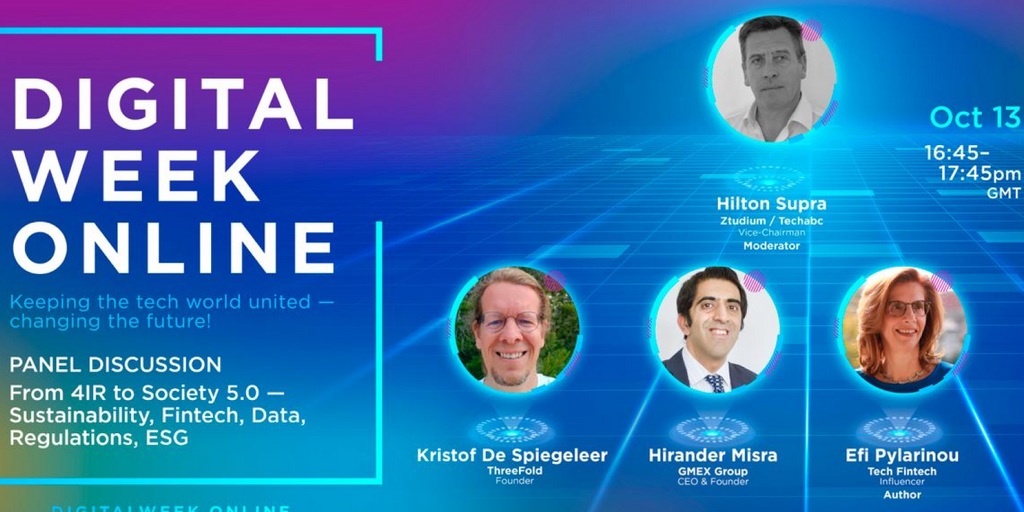 DIGITAL
WEEK
ONLINE
Keeping the tech world united —
changing the future!
PANEL DISCUSSION
From 4IR to Society 5.0 —
Sustainability, Fintech, Data,
Regulations, ESG
DIGITALWEEK.ONLINE
Oct 13
16:45–
17:45pm
GMT
Hilton Supra
Ztudium / Techabc
Vice-Chairman
Moderator
Kristof De Spiegeleer
ThreeFold
Founder
Hirander Misra
GMEX Group
CEO & Founder
Efi Pylarinou
Tech Fintech
Influencer
Author